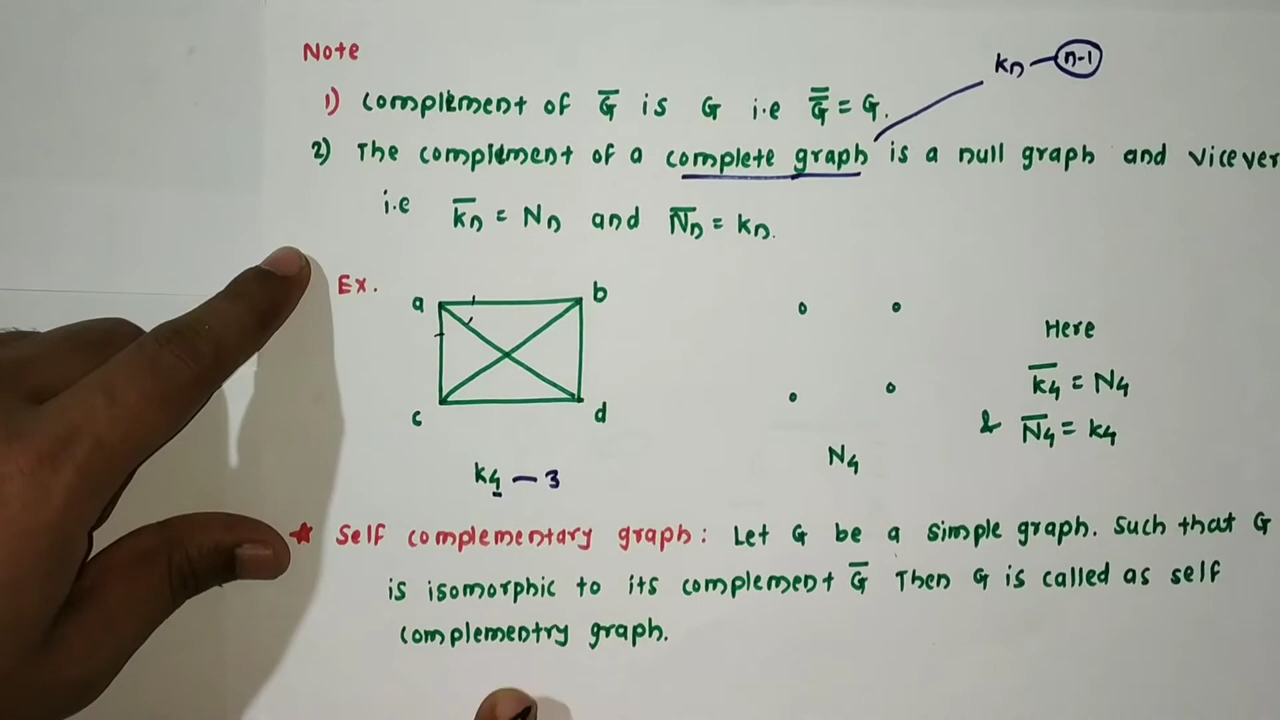 Note
kn — n-1
1) complement of G̅ is G i.e G̿ = G.
2) The complement of a complete graph is a null graph and vicever
i.e k̅n = Nn and N̅n = kn.
Ex.
a b
c d
k4 — 3
N4
Here
k̅4 = N4
& N̅4 = k4
★ Self complementary graph: Let G be a simple graph. Such that G
is isomorphic to its complement G̅ Then G is called as self
complementry graph.